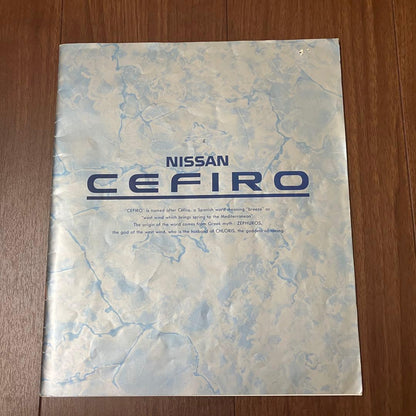 NISSAN
CEFIRO
"CEFIRO" is named after Céfiro, a Spanish word meaning "breeze" or
"west wind which brings spring to the Mediterranean".
The origin of the word comes from Greek myth : ZEPHUROS,
the god of the west wind, who is the husband of CHLORIS, the goddess of spring.